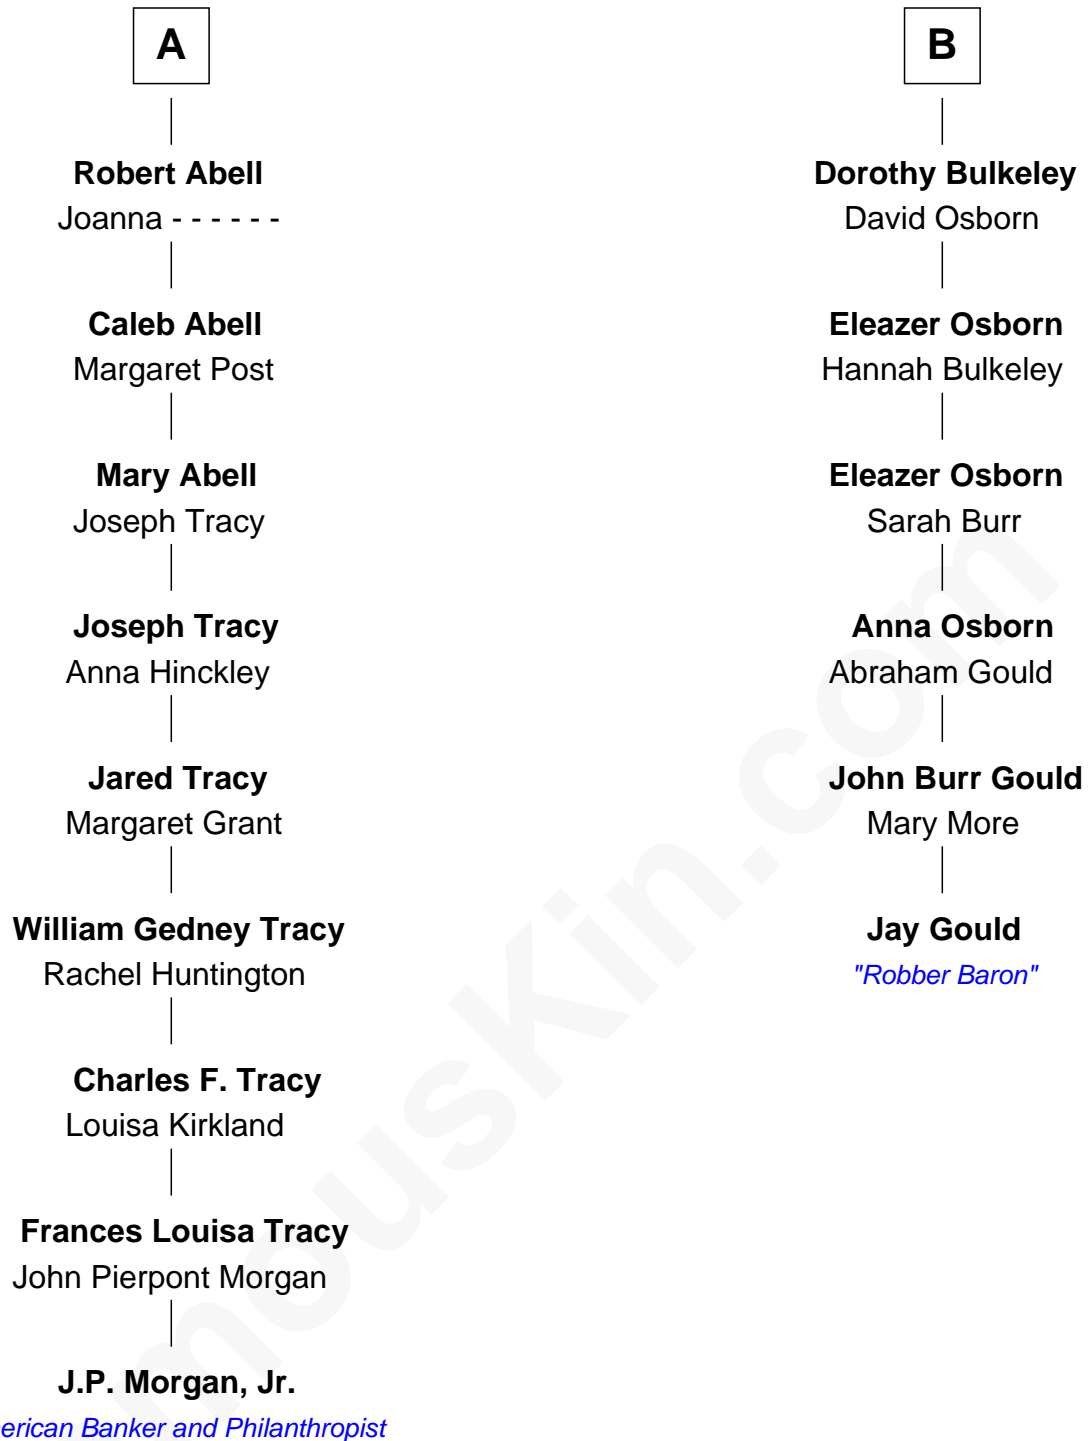 A
Robert Abell
Joanna - - - - - -
Caleb Abell
Margaret Post
Mary Abell
Joseph Tracy
Joseph Tracy
Anna Hinckley
Jared Tracy
Margaret Grant
William Gedney Tracy
Rachel Huntington
Charles F. Tracy
Louisa Kirkland
Frances Louisa Tracy
John Pierpont Morgan
J.P. Morgan, Jr.
erican Banker and Philanthropist
B
Dorothy Bulkeley
David Osborn
Eleazer Osborn
Hannah Bulkeley
Eleazer Osborn
Sarah Burr
Anna Osborn
Abraham Gould
John Burr Gould
Mary More
Jay Gould
"Robber Baron"
mousKin.com